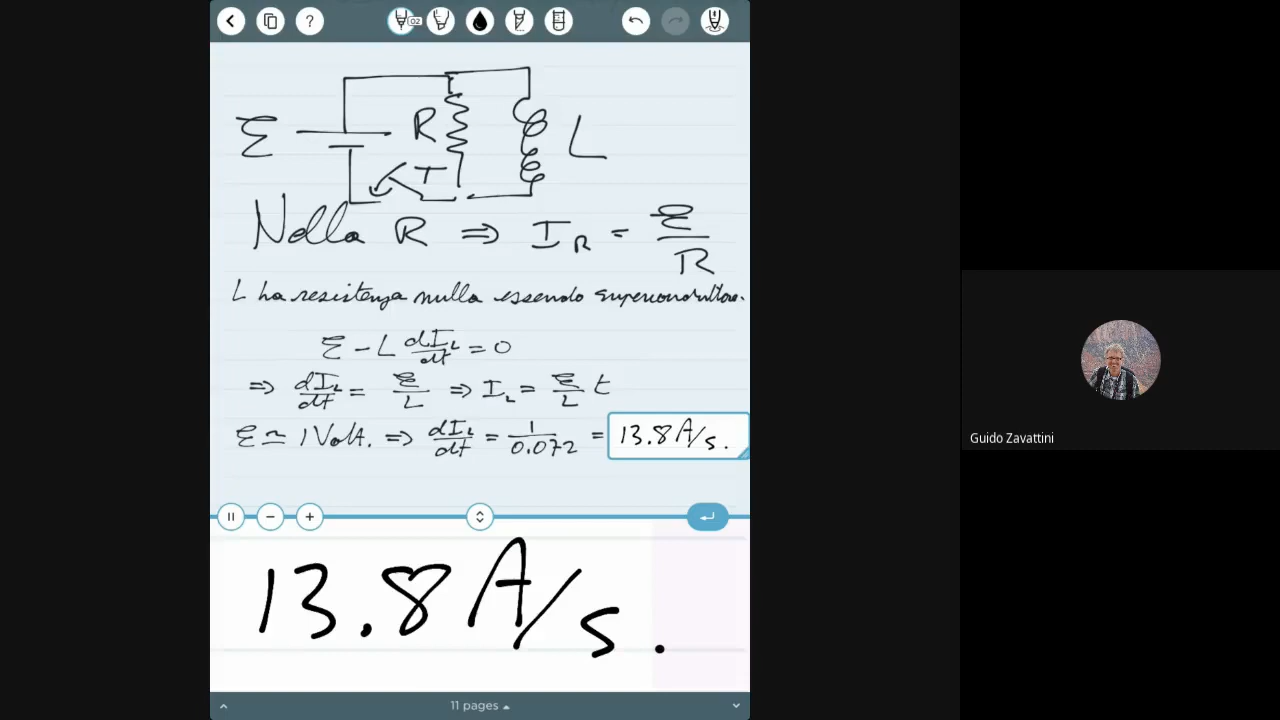 ?
02
ℰ R L
T
Nella R ⇒ I_R = ℰ/R
L ha resistenza nulla essendo superconduttore.
ℰ - L dI_L/dt = 0
⇒ dI_L/dt = ℰ/L ⇒ I_L = ℰ/L t
ℰ ≃ 1 Volt. ⇒ dI_L/dt = 1/0.072 = 13.8 A/s.
13.8 A/s.
11 pages
Guido Zavattini